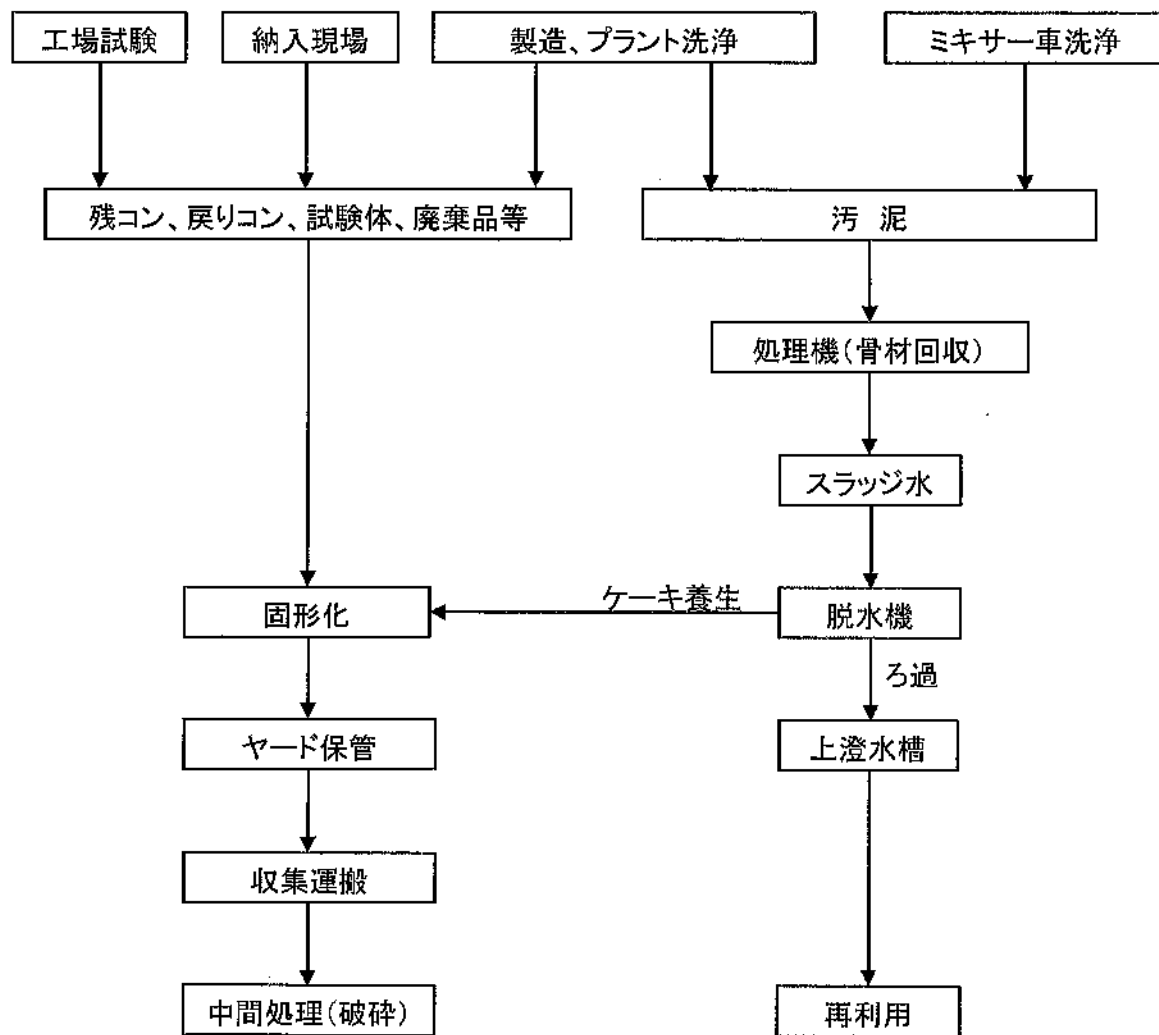 工場試験
納入現場
製造、プラント洗浄
ミキサー車洗浄
残コン、戻りコン、試験体、廃棄品等
汚 泥
処理機(骨材回収)
スラッジ水
固形化
ケーキ養生
脱水機
ろ過
ヤード保管
上澄水槽
収集運搬
中間処理(破砕)
再利用